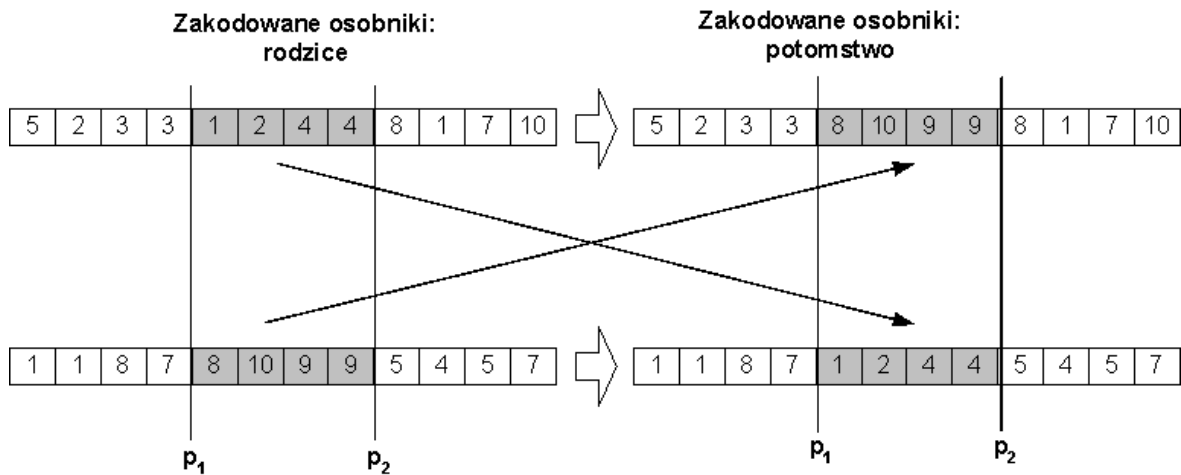 Zakodowane osobniki:
rodzice
Zakodowane osobniki:
potomstwo
5 2 3 3 1 2 4 4 8 1 7 10
5 2 3 3 8 10 9 9 8 1 7 10
1 1 8 7 8 10 9 9 5 4 5 7
1 1 8 7 1 2 4 4 5 4 5 7
p1 p2
p1 p2